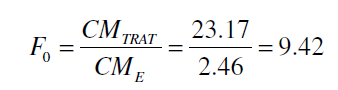 F₀ = CM_TRAT / CM_E = 23.17 / 2.46 = 9.42